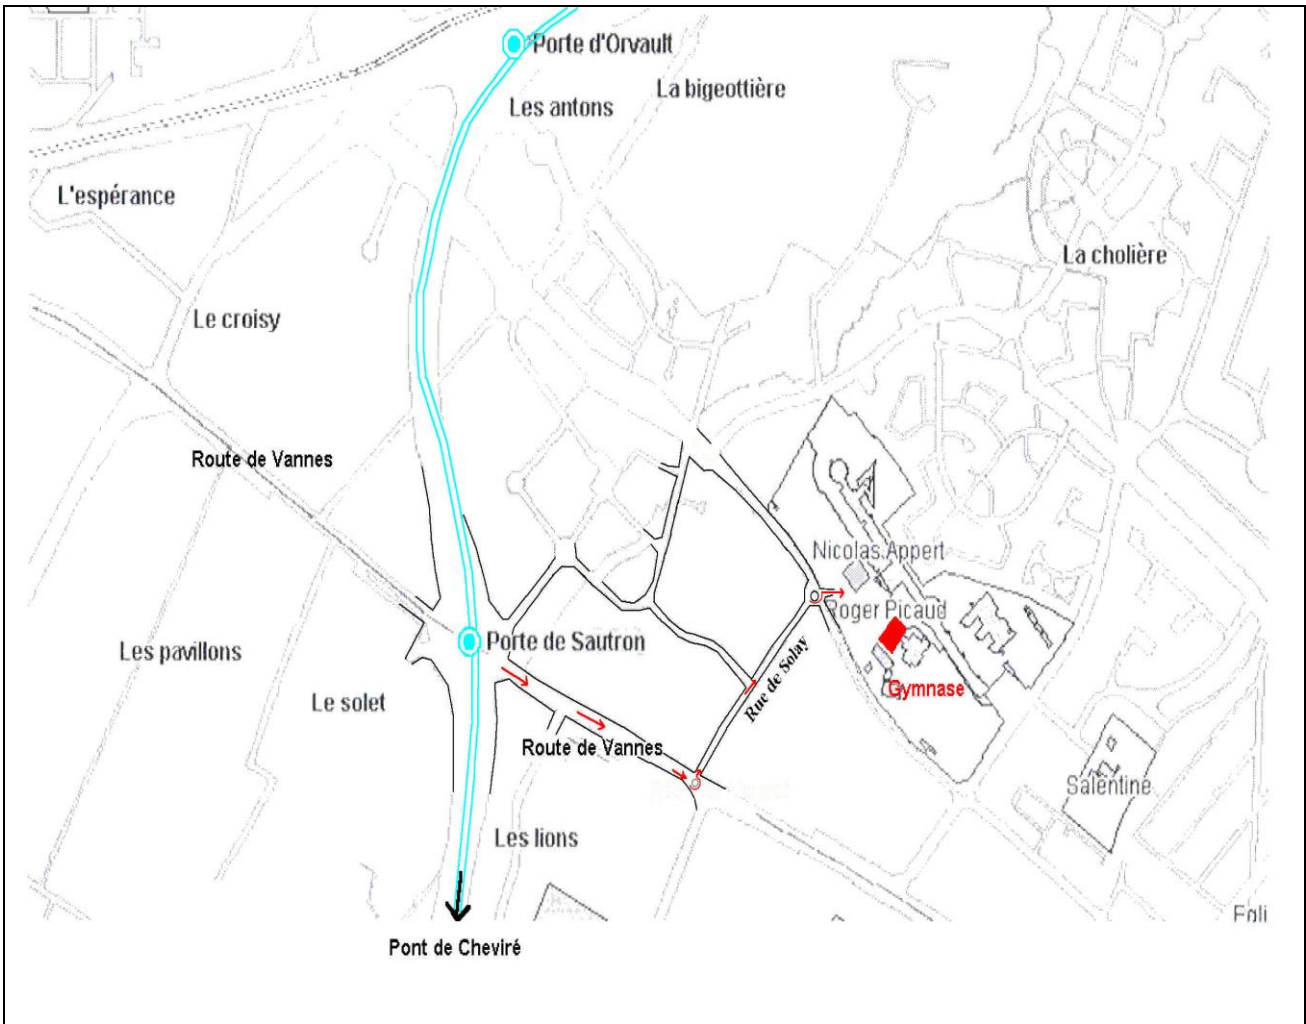 Porte d'Orvault
La bigeottière
Les antons
L'espérance
La cholière
Le croisy
Route de Vannes
Nicolas Appert
Roger Picaud
Porte de Sautron
Les pavillons
Rue de Solay
Gymnase
Le solet
Route de Vannes
Salentine
Les lions
Pont de Cheviré